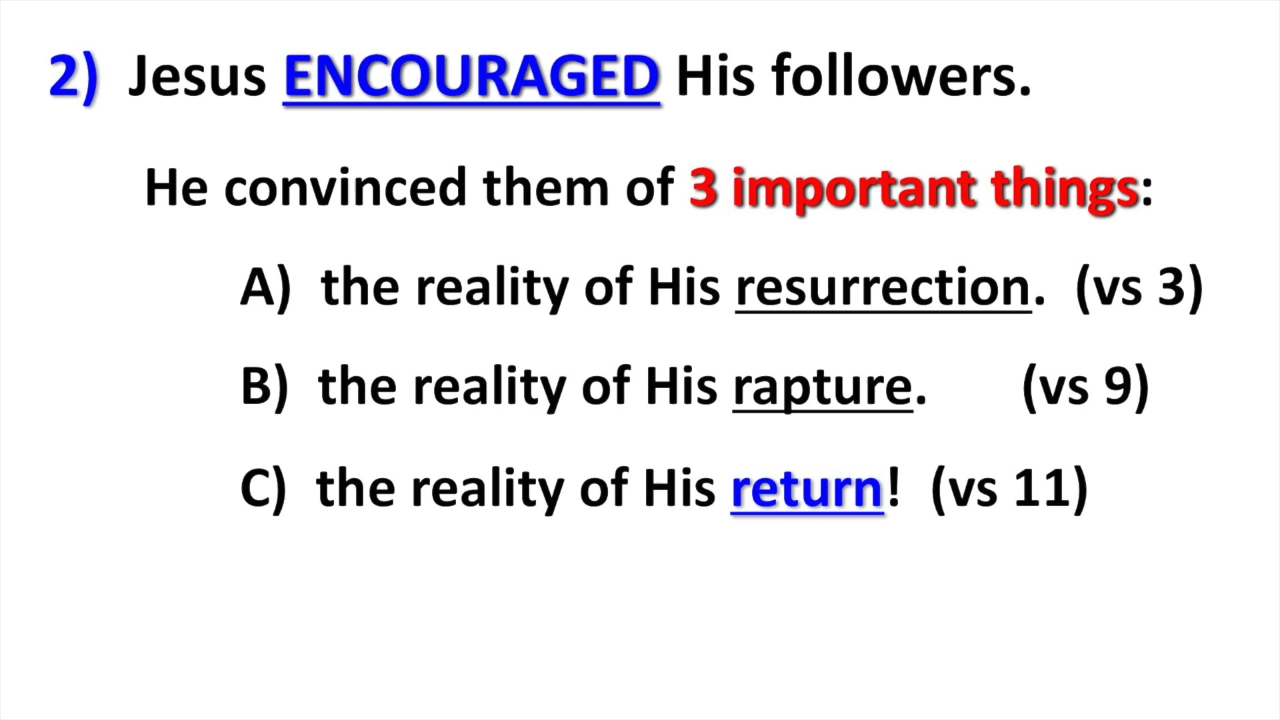 2) Jesus ENCOURAGED His followers.
He convinced them of 3 important things:
A) the reality of His resurrection. (vs 3)
B) the reality of His rapture. (vs 9)
C) the reality of His return! (vs 11)